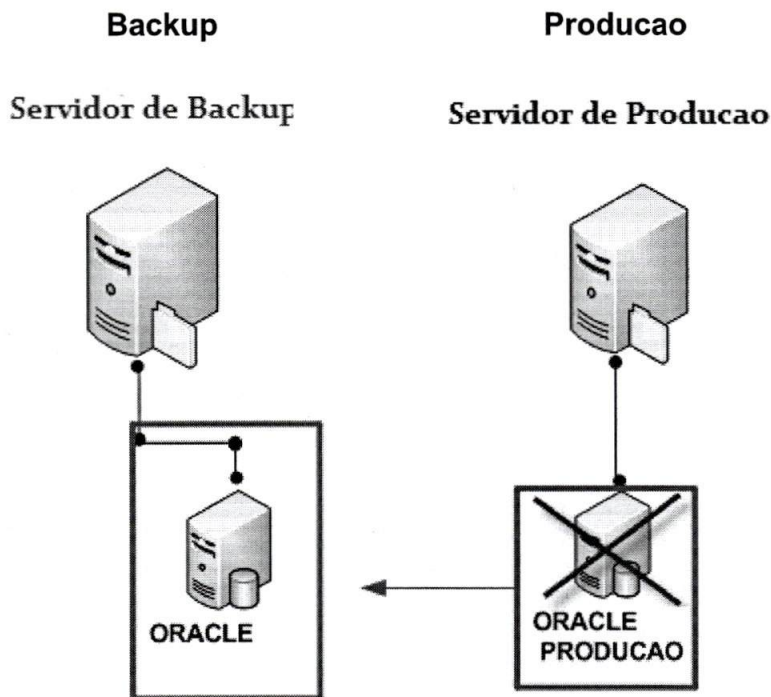 Backup
Producao
Servidor de Backup
Servidor de Producao
ORACLE
ORACLE
PRODUCAO